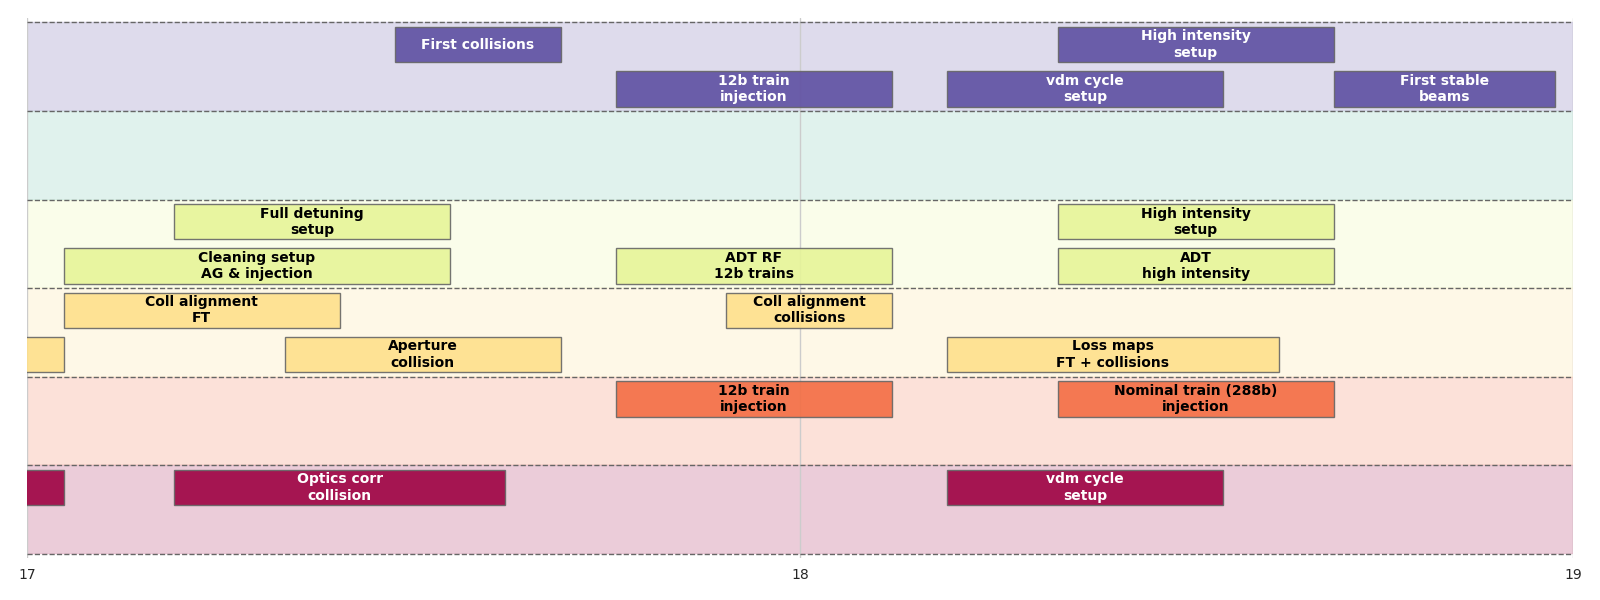 First collisions
High intensity
setup
12b train
injection
vdm cycle
setup
First stable
beams
Full detuning
setup
High intensity
setup
Cleaning setup
AG & injection
ADT RF
12b trains
ADT
high intensity
Coll alignment
FT
Coll alignment
collisions
Aperture
collision
Loss maps
FT + collisions
12b train
injection
Nominal train (288b)
injection
Optics corr
collision
vdm cycle
setup
17
18
19